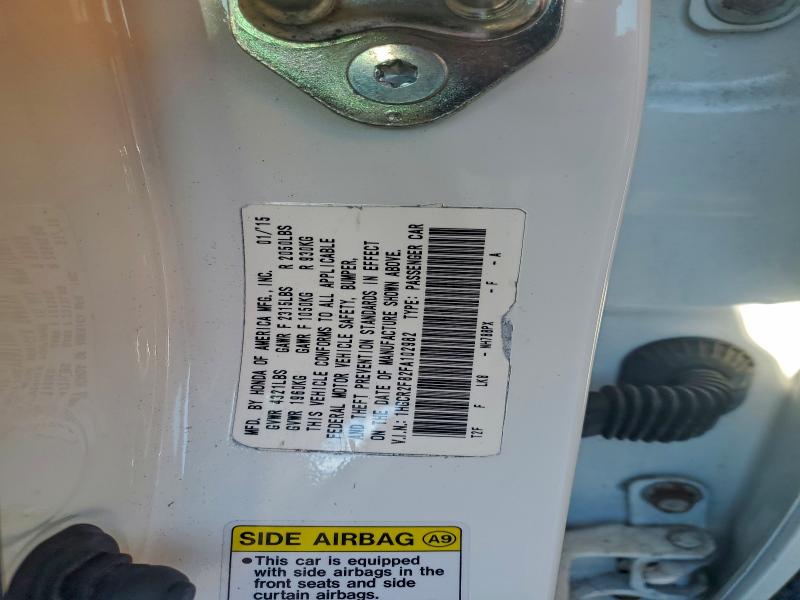 MFD. BY HONDA OF AMERICA MFG., INC. 01/'15
GVWR 4321LBS GAWR F 2315LBS R 2050LBS
GVWR 1960KG GAWR F 1050KG R 930KG
THIS VEHICLE CONFORMS TO ALL APPLICABLE
FEDERAL MOTOR VEHICLE SAFETY, BUMPER,
AND THEFT PREVENTION STANDARDS IN EFFECT
ON THE DATE OF MANUFACTURE SHOWN ABOVE.
V.I.N.: 1HGCR2F82FA102982 TYPE: PASSENGER CAR
T2F F LK0 - NH788PX - F - A
SIDE AIRBAG A9
• This car is equipped
with side airbags in the
front seats and side
curtain airbags.